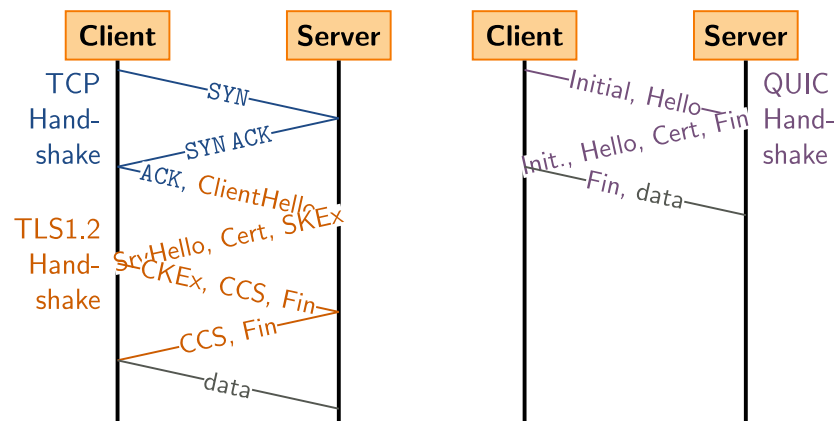 Client
Server
TCP
Hand-
shake
SYN
SYN ACK
ACK, ClientHello
TLS1.2
Hand-
shake
SrvHello, Cert, SKEx
CKEx, CCS, Fin
CCS, Fin
data
Client
Server
Initial, Hello
QUIC
Hand-
shake
Init., Hello, Cert, Fin
Fin, data